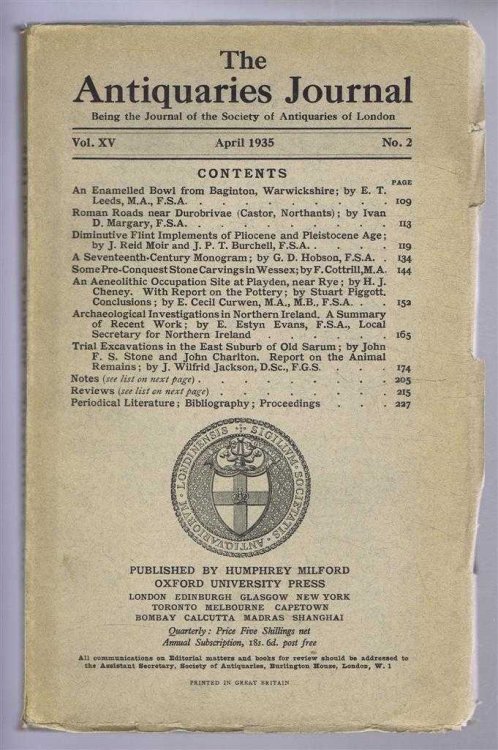 The
Antiquaries Journal
Being the Journal of the Society of Antiquaries of London
Vol. XV April 1935 No. 2
CONTENTS
PAGE
An Enamelled Bowl from Baginton, Warwickshire; by E. T.
Leeds, M.A., F.S.A. . . . . . . . 109
Roman Roads near Durobrivae (Castor, Northants); by Ivan
D. Margary, F.S.A. . . . . . . . 113
Diminutive Flint Implements of Pliocene and Pleistocene Age;
by J. Reid Moir and J. P. T. Burchell, F.S.A. . . . 119
A Seventeenth-Century Monogram; by G. D. Hobson, F.S.A. . 134
Some Pre-Conquest Stone Carvings in Wessex; by F. Cottrill, M.A. 144
An Aeneolithic Occupation Site at Playden, near Rye; by H. J.
Cheney. With Report on the Pottery; by Stuart Piggott.
Conclusions; by E. Cecil Curwen, M.A., M.B., F.S.A. . . 152
Archaeological Investigations in Northern Ireland. A Summary
of Recent Work; by E. Estyn Evans, F.S.A., Local
Secretary for Northern Ireland . . . . . 165
Trial Excavations in the East Suburb of Old Sarum; by John
F. S. Stone and John Charlton. Report on the Animal
Remains; by J. Wilfrid Jackson, D.Sc., F.G.S. . . . 174
Notes (see list on next page) . . . . . . . 205
Reviews (see list on next page) . . . . . . 215
Periodical Literature; Bibliography; Proceedings . . . 227
SIGILLVM · SOCIETATIS · ANTIQVARIORVM · LONDINENSIS
PUBLISHED BY HUMPHREY MILFORD
OXFORD UNIVERSITY PRESS
LONDON EDINBURGH GLASGOW NEW YORK
TORONTO MELBOURNE CAPETOWN
BOMBAY CALCUTTA MADRAS SHANGHAI
Quarterly: Price Five Shillings net
Annual Subscription, 18s. 6d. post free
All communications on Editorial matters and books for review should be addressed to
the Assistant Secretary, Society of Antiquaries, Burlington House, London, W. 1
PRINTED IN GREAT BRITAIN